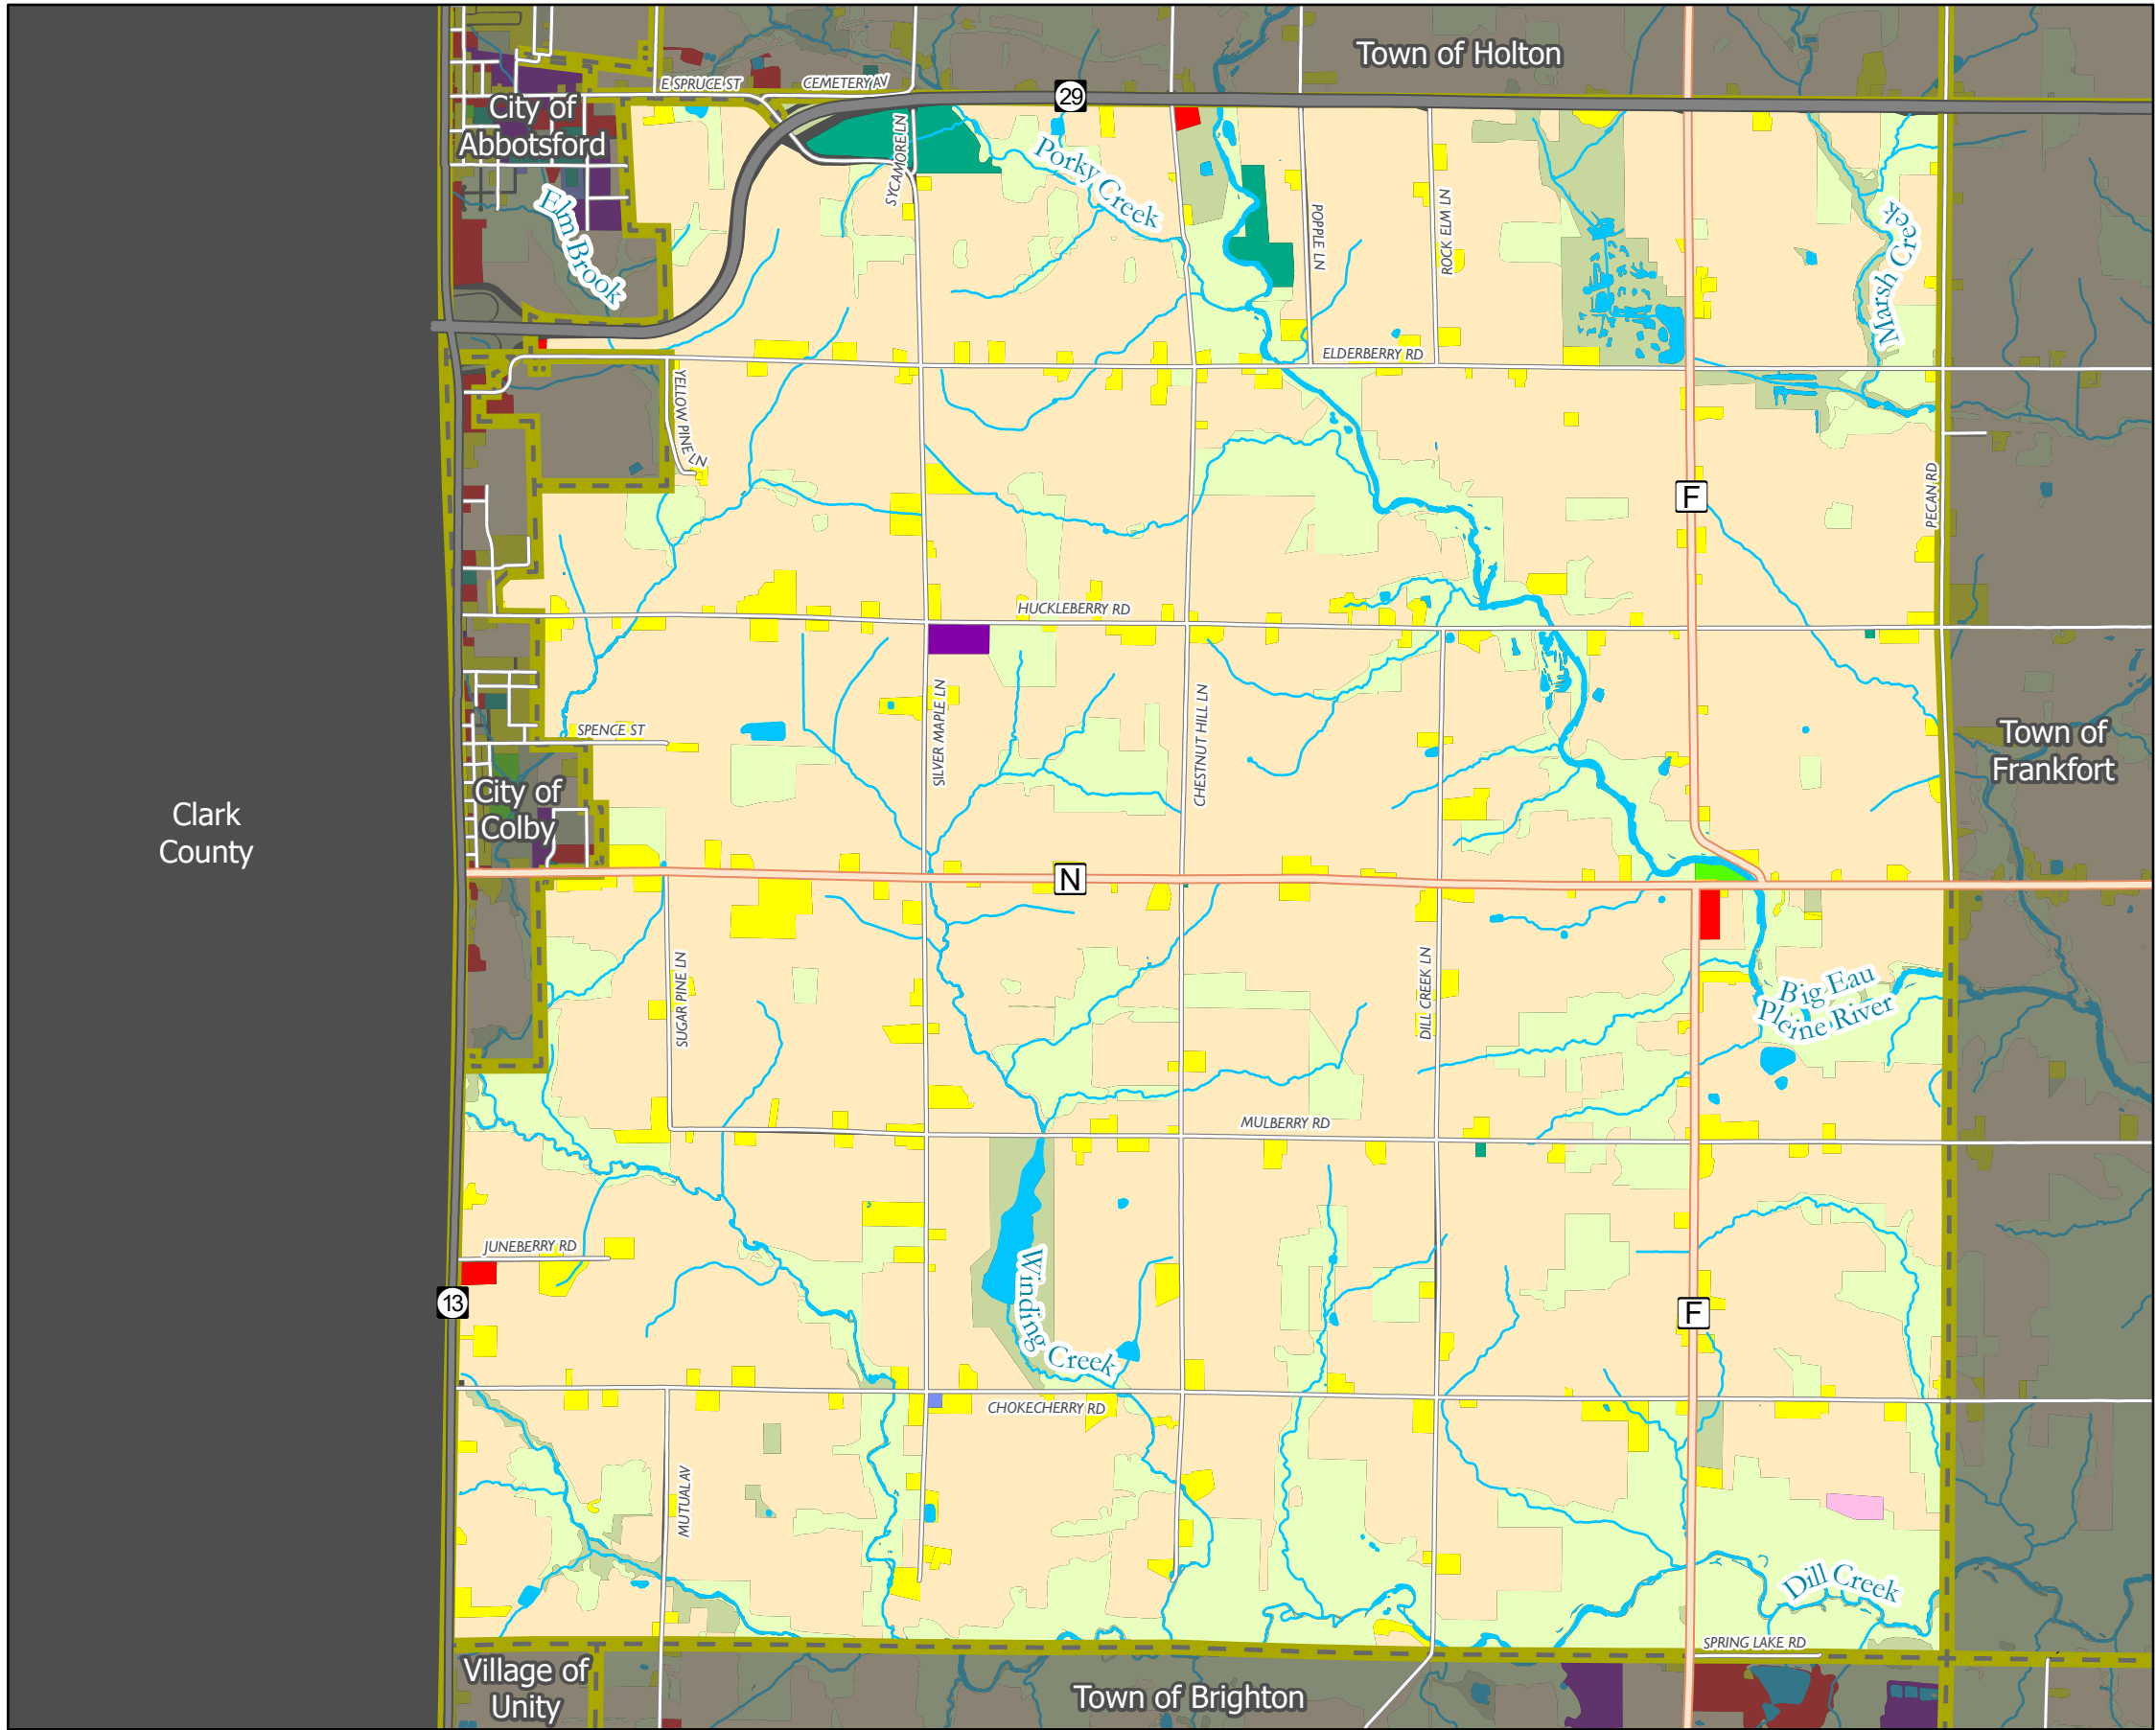 Town of Holton
E SPRUCE ST
CEMETERY AV
29
City of
Abbotsford
SYCAMORE LN
Porky Creek
Elm Brook
POPPLE LN
ROCK ELM LN
Marsh Creek
ELDERBERRY RD
YELLOW PINE LN
F
PECAN RD
HUCKLEBERRY RD
SILVER MAPLE LN
CHESTNUT HILL LN
SPENCE ST
Town of
Frankfort
City of
Colby
Clark
County
N
SUGAR PINE LN
DILL CREEK LN
Big Eau
Pleine River
MULBERRY RD
JUNEBERRY RD
13
Winding Creek
F
CHOKECHERRY RD
MUTUAL AV
Dill Creek
SPRING LAKE RD
Village of
Unity
Town of Brighton